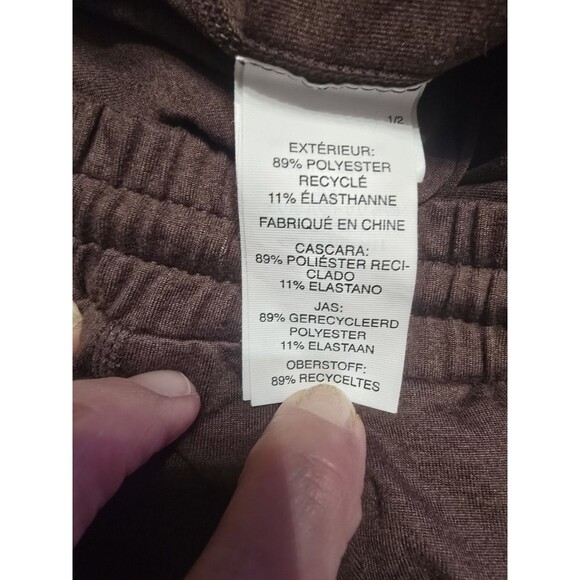 1/2
EXTÉRIEUR:
89% POLYESTER
RECYCLÉ
11% ÉLASTHANNE
FABRIQUÉ EN CHINE
CASCARA:
89% POLIÉSTER RECI-
CLADO
11% ELASTANO
JAS:
89% GERECYCLEERD
POLYESTER
11% ELASTAAN
OBERSTOFF:
89% RECYCELTES